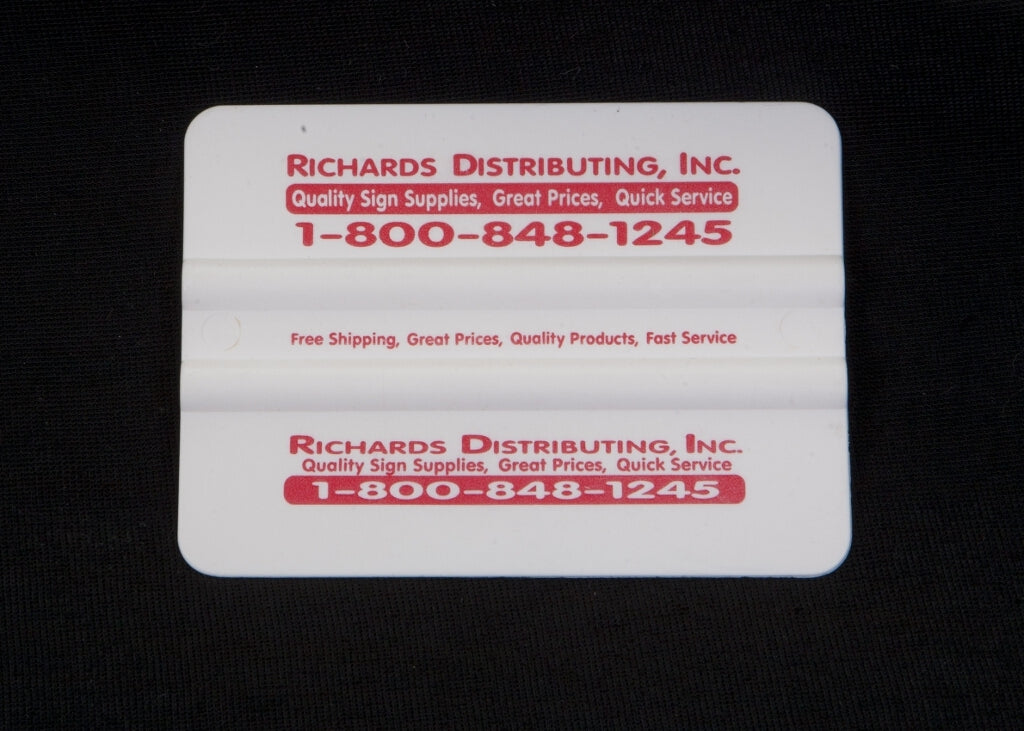 RICHARDS DISTRIBUTING, INC.
Quality Sign Supplies, Great Prices, Quick Service
1-800-848-1245
Free Shipping, Great Prices, Quality Products, Fast Service
RICHARDS DISTRIBUTING, INC.
Quality Sign Supplies, Great Prices, Quick Service
1-800-848-1245